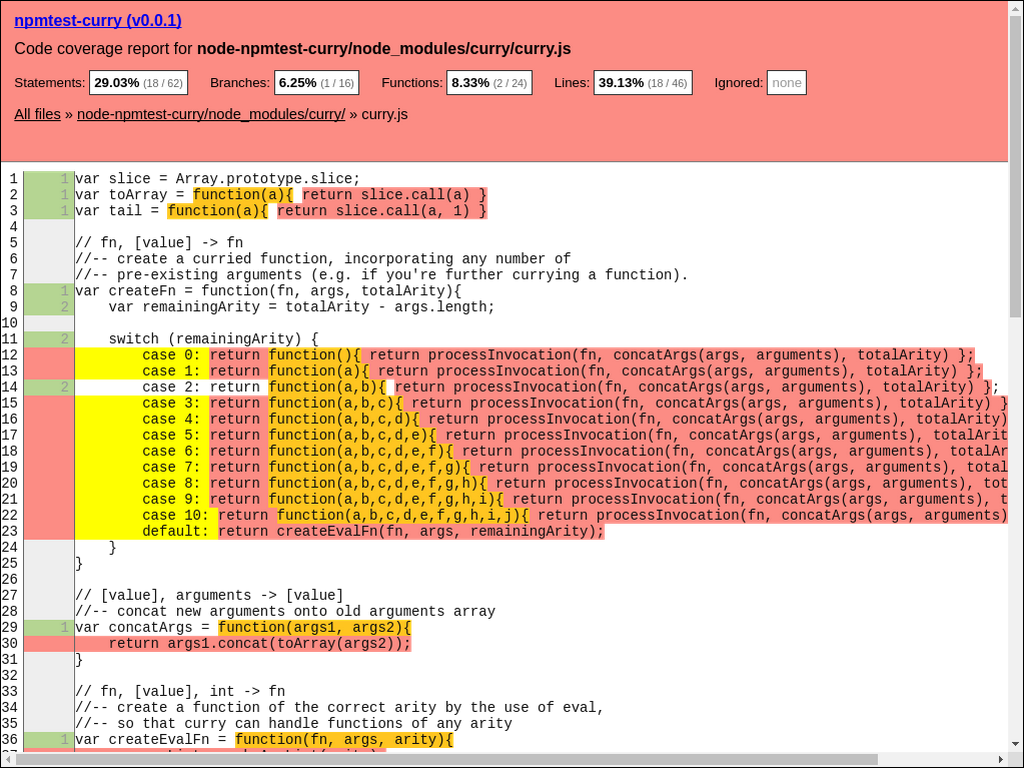 npmtest-curry (v0.0.1)
Code coverage report for node-npmtest-curry/node_modules/curry/curry.js
Statements: 29.03% (18 / 62) Branches: 6.25% (1 / 16) Functions: 8.33% (2 / 24) Lines: 39.13% (18 / 46) Ignored: none
All files » node-npmtest-curry/node_modules/curry/ » curry.js
1 1 var slice = Array.prototype.slice;
2 1 var toArray = function(a){ return slice.call(a) }
3 1 var tail = function(a){ return slice.call(a, 1) }
4
5 // fn, [value] -> fn
6 //-- create a curried function, incorporating any number of
7 //-- pre-existing arguments (e.g. if you're further currying a function).
8 1 var createFn = function(fn, args, totalArity){
9 2 var remainingArity = totalArity - args.length;
10
11 2 switch (remainingArity) {
12 case 0: return function(){ return processInvocation(fn, concatArgs(args, arguments), totalArity) };
13 case 1: return function(a){ return processInvocation(fn, concatArgs(args, arguments), totalArity) };
14 2 case 2: return function(a,b){ return processInvocation(fn, concatArgs(args, arguments), totalArity) };
15 case 3: return function(a,b,c){ return processInvocation(fn, concatArgs(args, arguments), totalArity) }
16 case 4: return function(a,b,c,d){ return processInvocation(fn, concatArgs(args, arguments), totalArity)
17 case 5: return function(a,b,c,d,e){ return processInvocation(fn, concatArgs(args, arguments), totalArit
18 case 6: return function(a,b,c,d,e,f){ return processInvocation(fn, concatArgs(args, arguments), totalAr
19 case 7: return function(a,b,c,d,e,f,g){ return processInvocation(fn, concatArgs(args, arguments), total
20 case 8: return function(a,b,c,d,e,f,g,h){ return processInvocation(fn, concatArgs(args, arguments), tot
21 case 9: return function(a,b,c,d,e,f,g,h,i){ return processInvocation(fn, concatArgs(args, arguments), t
22 case 10: return function(a,b,c,d,e,f,g,h,i,j){ return processInvocation(fn, concatArgs(args, arguments)
23 default: return createEvalFn(fn, args, remainingArity);
24 }
25 }
26
27 // [value], arguments -> [value]
28 //-- concat new arguments onto old arguments array
29 1 var concatArgs = function(args1, args2){
30 return args1.concat(toArray(args2));
31 }
32
33 // fn, [value], int -> fn
34 //-- create a function of the correct arity by the use of eval,
35 //-- so that curry can handle functions of any arity
36 1 var createEvalFn = function(fn, args, arity){